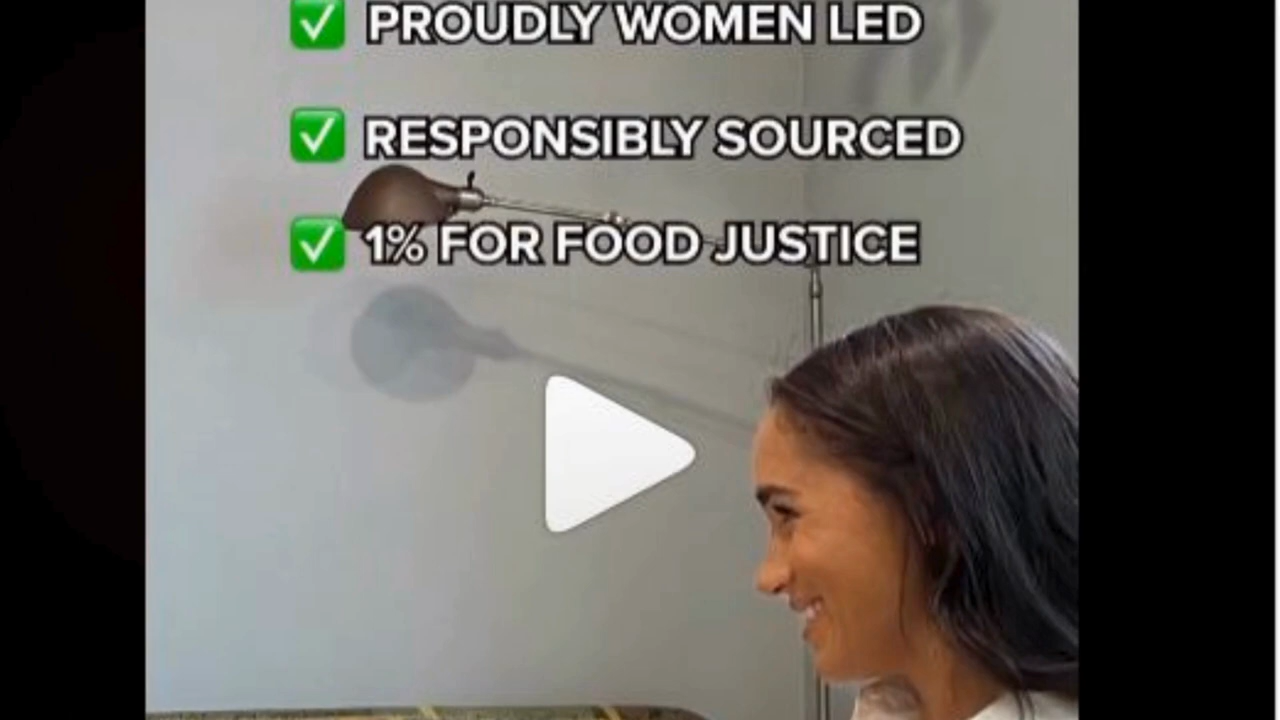 ✅ PROUDLY WOMEN LED
✅ RESPONSIBLY SOURCED
✅ 1% FOR FOOD JUSTICE